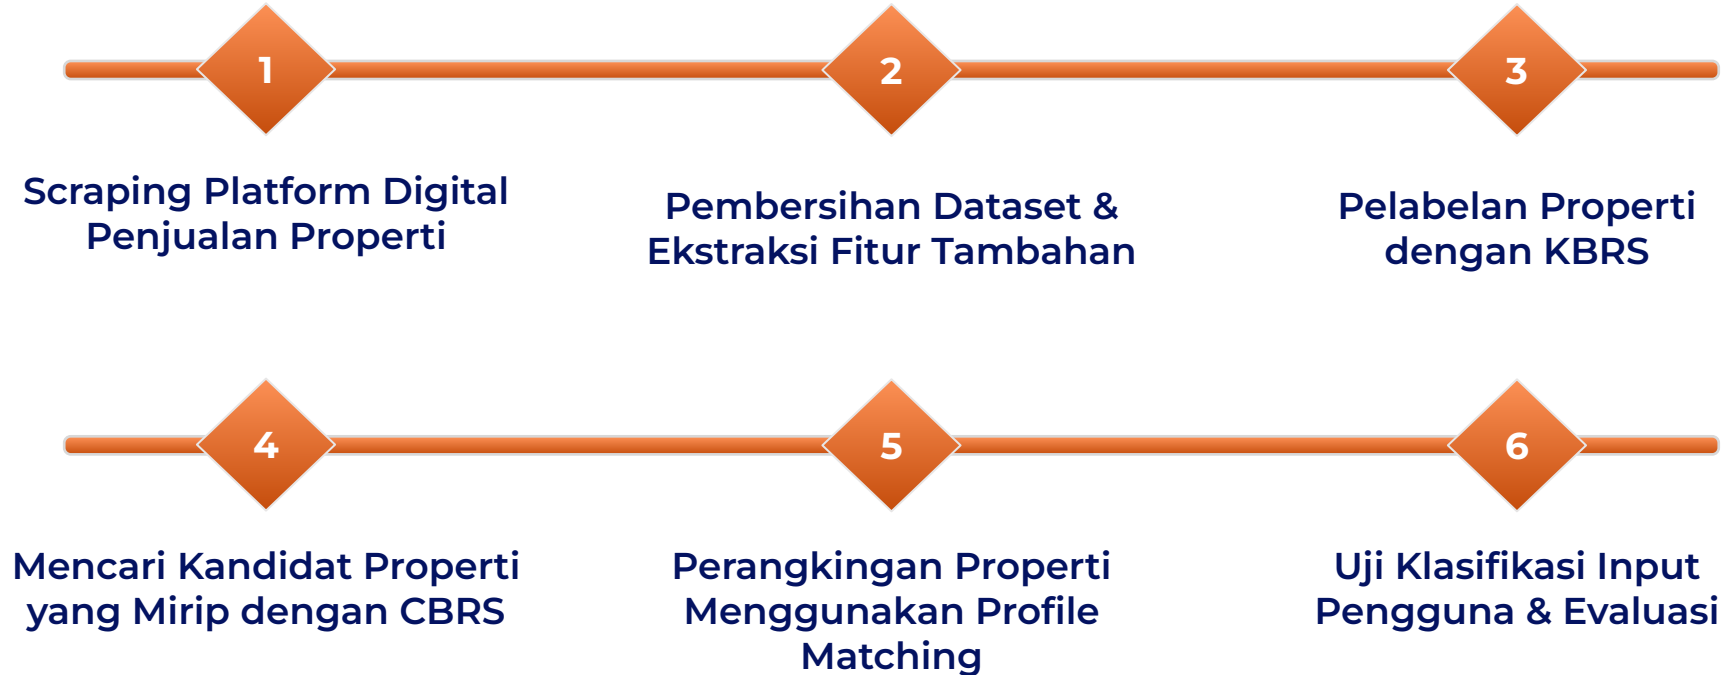 1
2
3
Scraping Platform Digital
Penjualan Properti
Pembersihan Dataset &
Ekstraksi Fitur Tambahan
Pelabelan Properti
dengan KBRS
4
5
6
Mencari Kandidat Properti
yang Mirip dengan CBRS
Perangkingan Properti
Menggunakan Profile
Matching
Uji Klasifikasi Input
Pengguna & Evaluasi